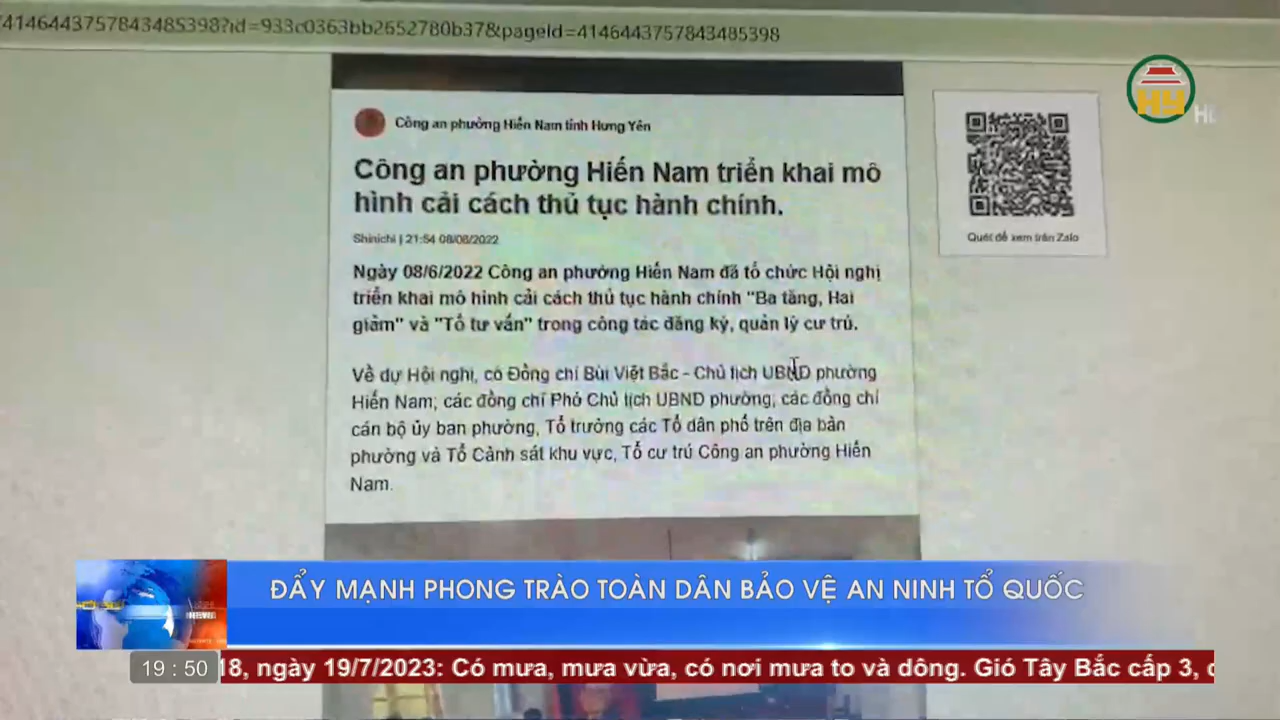 414644375784348539­8?id=933c0363bb2652780b37&pageId=4146443757843485398
HY
Công an phường Hiến Nam tỉnh Hưng Yên
Công an phường Hiến Nam triển khai mô
hình cải cách thủ tục hành chính.
Shinichi | 21:54 08/08/2022
Quét để xem trên Zalo
Ngày 08/6/2022 Công an phường Hiến Nam đã tổ chức Hội nghị
triển khai mô hình cải cách thủ tục hành chính "Ba tăng, Hai
giảm" và "Tổ tư vấn" trong công tác đăng ký, quản lý cư trú.
Về dự Hội nghị, có Đồng chí Bùi Việt Bắc - Chủ tịch UBND phường
Hiến Nam; các đồng chí Phó Chủ tịch UBND phường; các đồng chí
cán bộ ủy ban phường, Tổ trưởng các Tổ dân phố trên địa bàn
phường và Tổ Cảnh sát khu vực, Tổ cư trú Công an phường Hiến
Nam.
ĐẨY MẠNH PHONG TRÀO TOÀN DÂN BẢO VỆ AN NINH TỔ QUỐC
19 : 50
18, ngày 19/7/2023: Có mưa, mưa vừa, có nơi mưa to và dông. Gió Tây Bắc cấp 3,